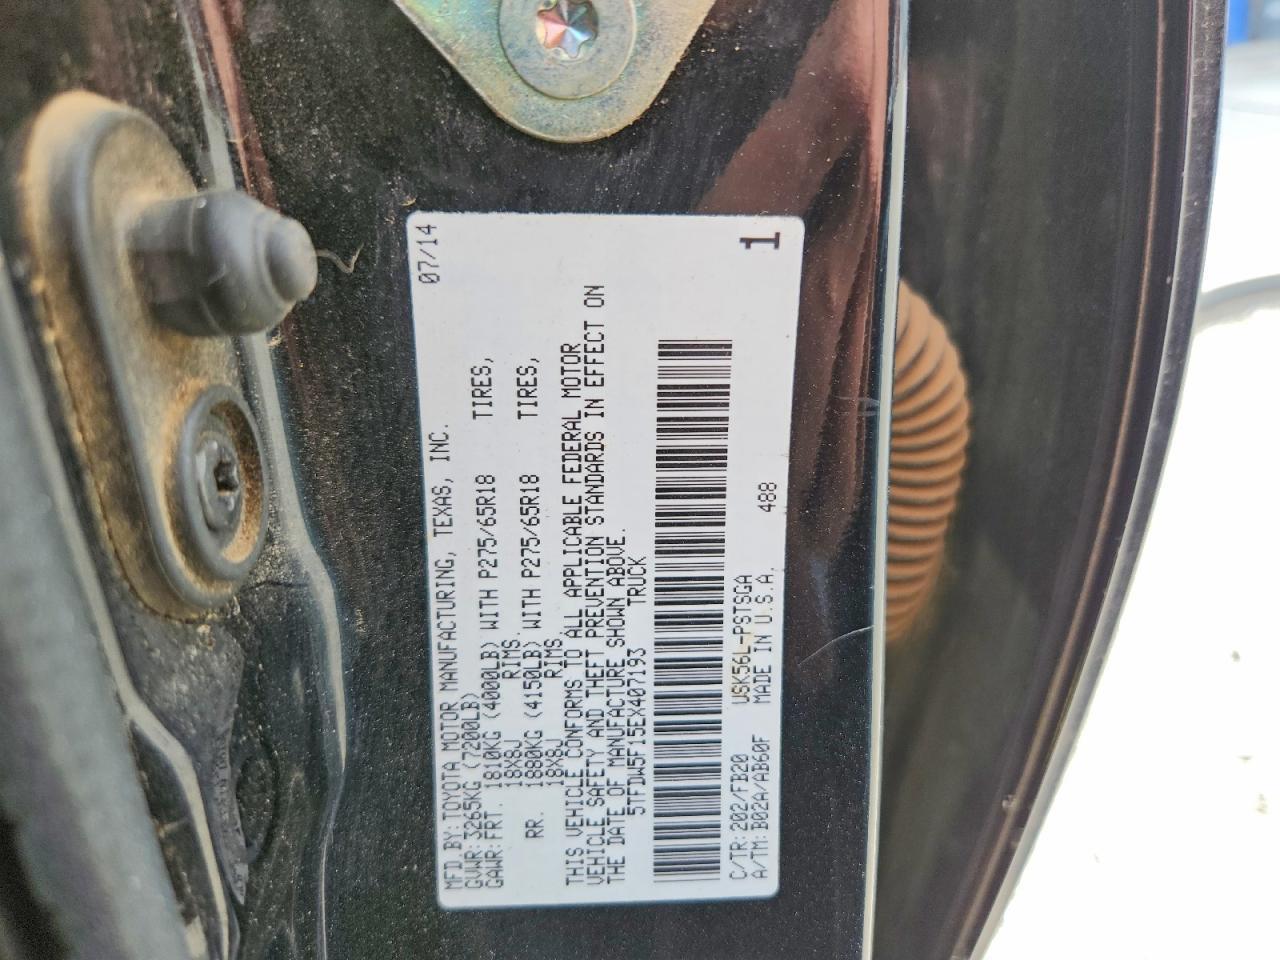 MFD BY: TOYOTA MOTOR MANUFACTURING, TEXAS, INC. 07/14
GVWR: 3265KG (7200LB)
GAWR: FRT. 1810KG (4000LB) WITH P275/65R18 TIRES,
18X8J RIMS.
RR. 1880KG (4150LB) WITH P275/65R18 TIRES,
18X8J RIMS.
THIS VEHICLE CONFORMS TO ALL APPLICABLE FEDERAL MOTOR
VEHICLE SAFETY AND THEFT PREVENTION STANDARDS IN EFFECT ON
THE DATE OF MANUFACTURE SHOWN ABOVE.
5TFDW5F15EX407193 TRUCK
C/TR: 202/FB20 USK56L-PSTSGA
A/TM: B02A/AB60F MADE IN U.S.A. 488 1